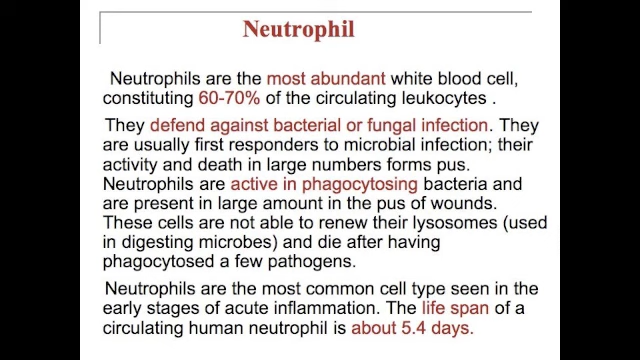 Neutrophil
Neutrophils are the most abundant white blood cell,
constituting 60-70% of the circulating leukocytes .
They defend against bacterial or fungal infection. They
are usually first responders to microbial infection; their
activity and death in large numbers forms pus.
Neutrophils are active in phagocytosing bacteria and
are present in large amount in the pus of wounds.
These cells are not able to renew their lysosomes (used
in digesting microbes) and die after having
phagocytosed a few pathogens.
Neutrophils are the most common cell type seen in the
early stages of acute inflammation. The life span of a
circulating human neutrophil is about 5.4 days.